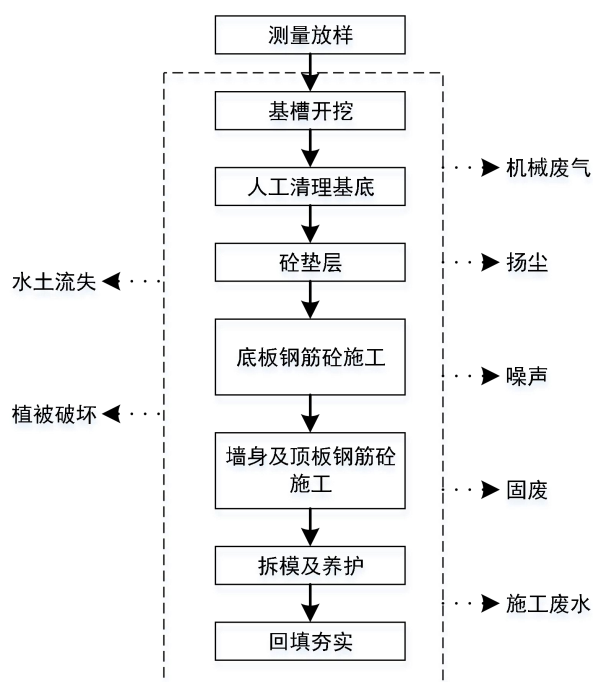 测量放样
基槽开挖
机械废气
人工清理基底
扬尘
砼垫层
水土流失
底板钢筋砼施工
噪声
植被破坏
墙身及顶板钢筋砼
施工
固废
拆模及养护
施工废水
回填夯实